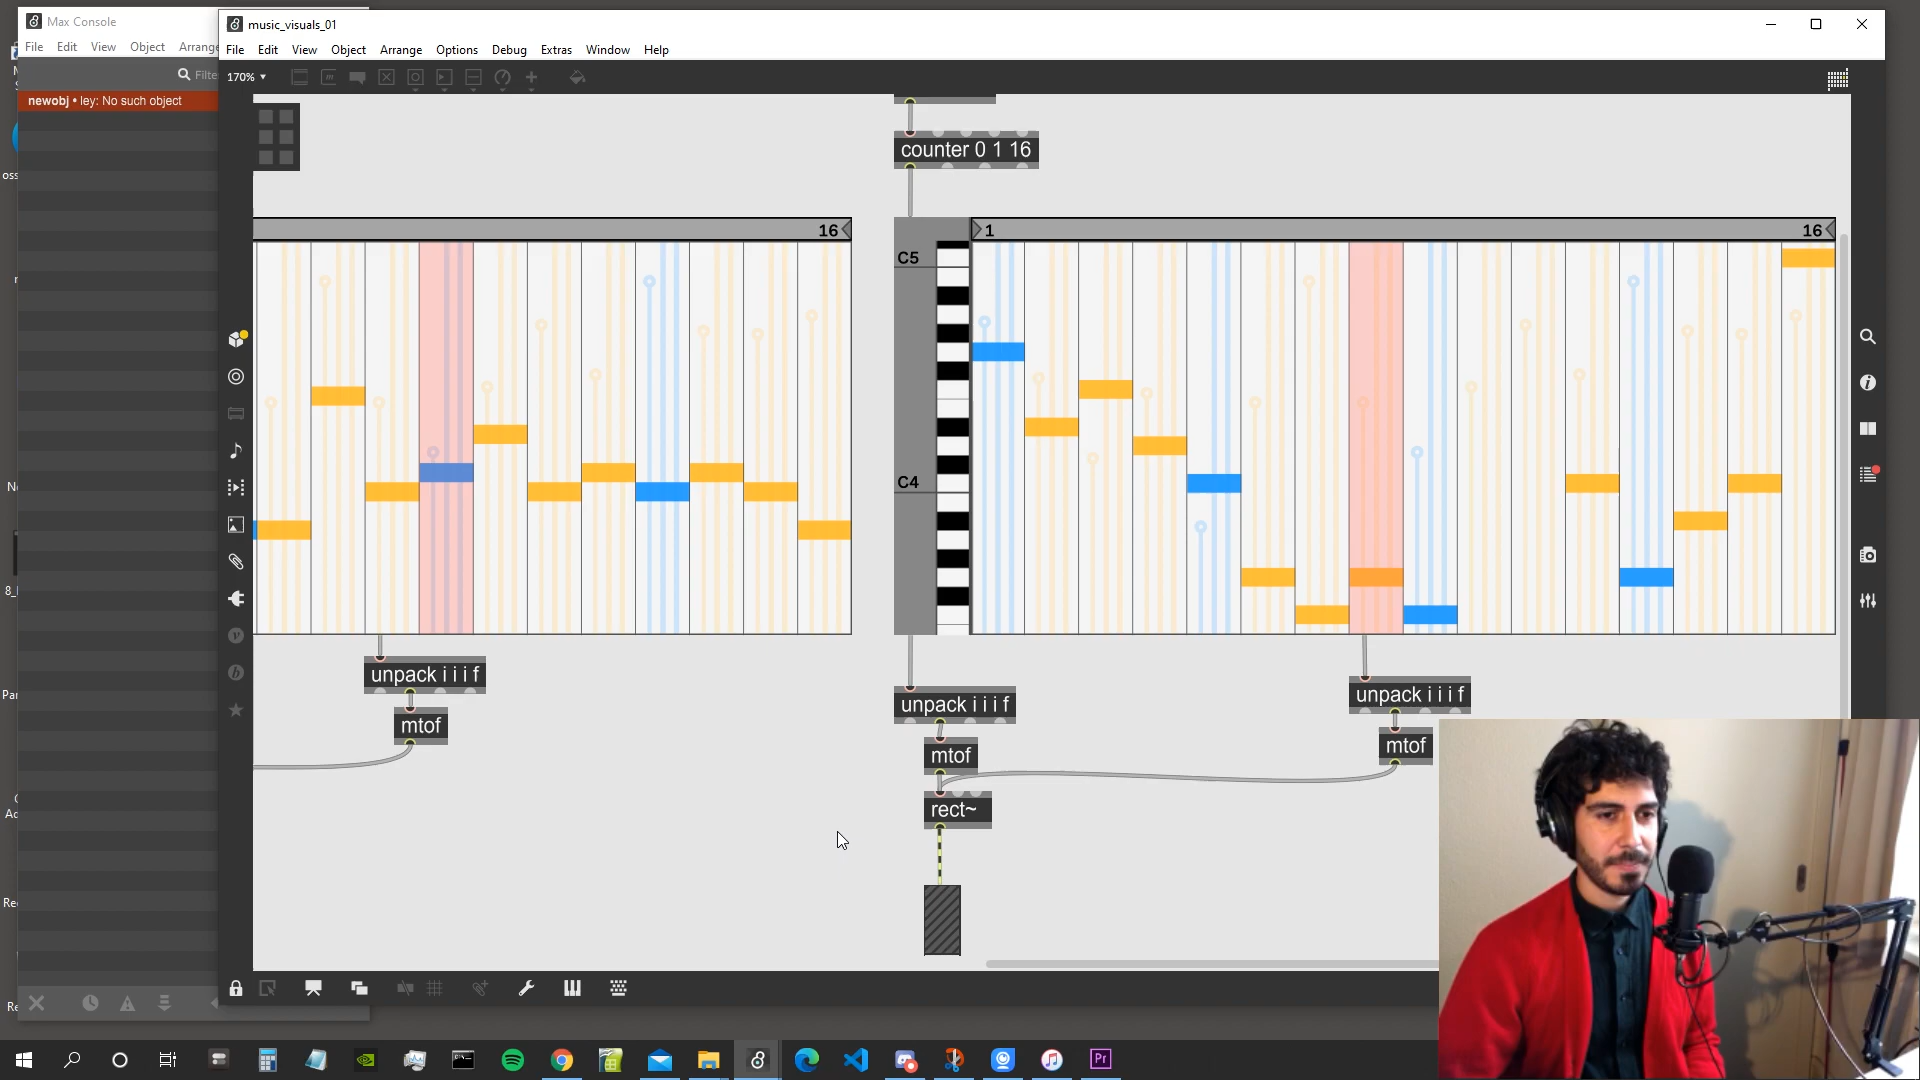 Max Console
File Edit View Object Arrange
Filte
newobj • ley: No such object
music_visuals_01
File Edit View Object Arrange Options Debug Extras Window Help
170%
counter 0 1 16
16
1
16
C5
C4
unpack i i i f
mtof
unpack i i i f
mtof
rect~
unpack i i i f
mtof
oss
Pr